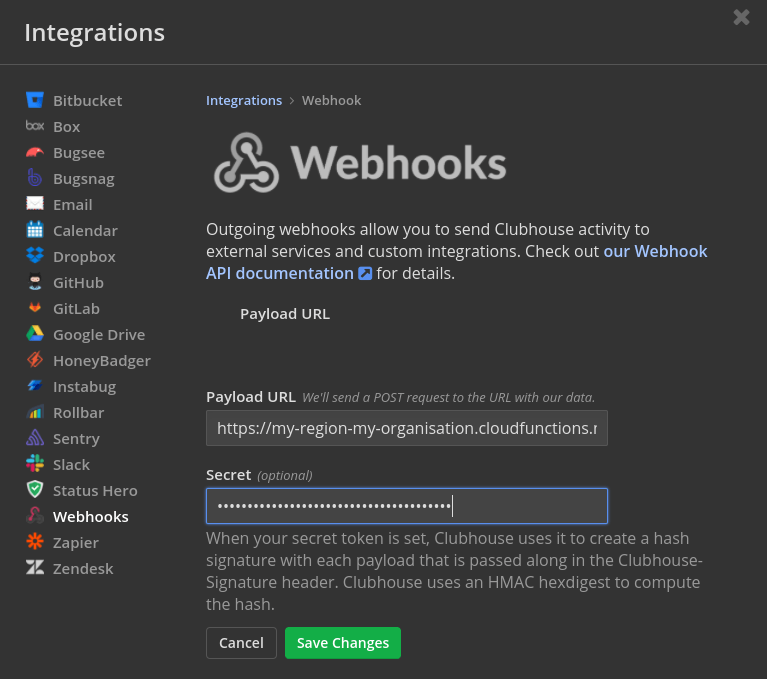 Integrations
Bitbucket
Box
Bugsee
Bugsnag
Email
Calendar
Dropbox
GitHub
GitLab
Google Drive
HoneyBadger
Instabug
Rollbar
Sentry
Slack
Status Hero
Webhooks
Zapier
Zendesk
Integrations › Webhook
Webhooks
Outgoing webhooks allow you to send Clubhouse activity to
external services and custom integrations. Check out our Webhook
API documentation for details.
Payload URL
Payload URL We'll send a POST request to the URL with our data.
https://my-region-my-organisation.cloudfunctions.
Secret (optional)
When your secret token is set, Clubhouse uses it to create a hash
signature with each payload that is passed along in the Clubhouse-
Signature header. Clubhouse uses an HMAC hexdigest to compute
the hash.
Cancel
Save Changes